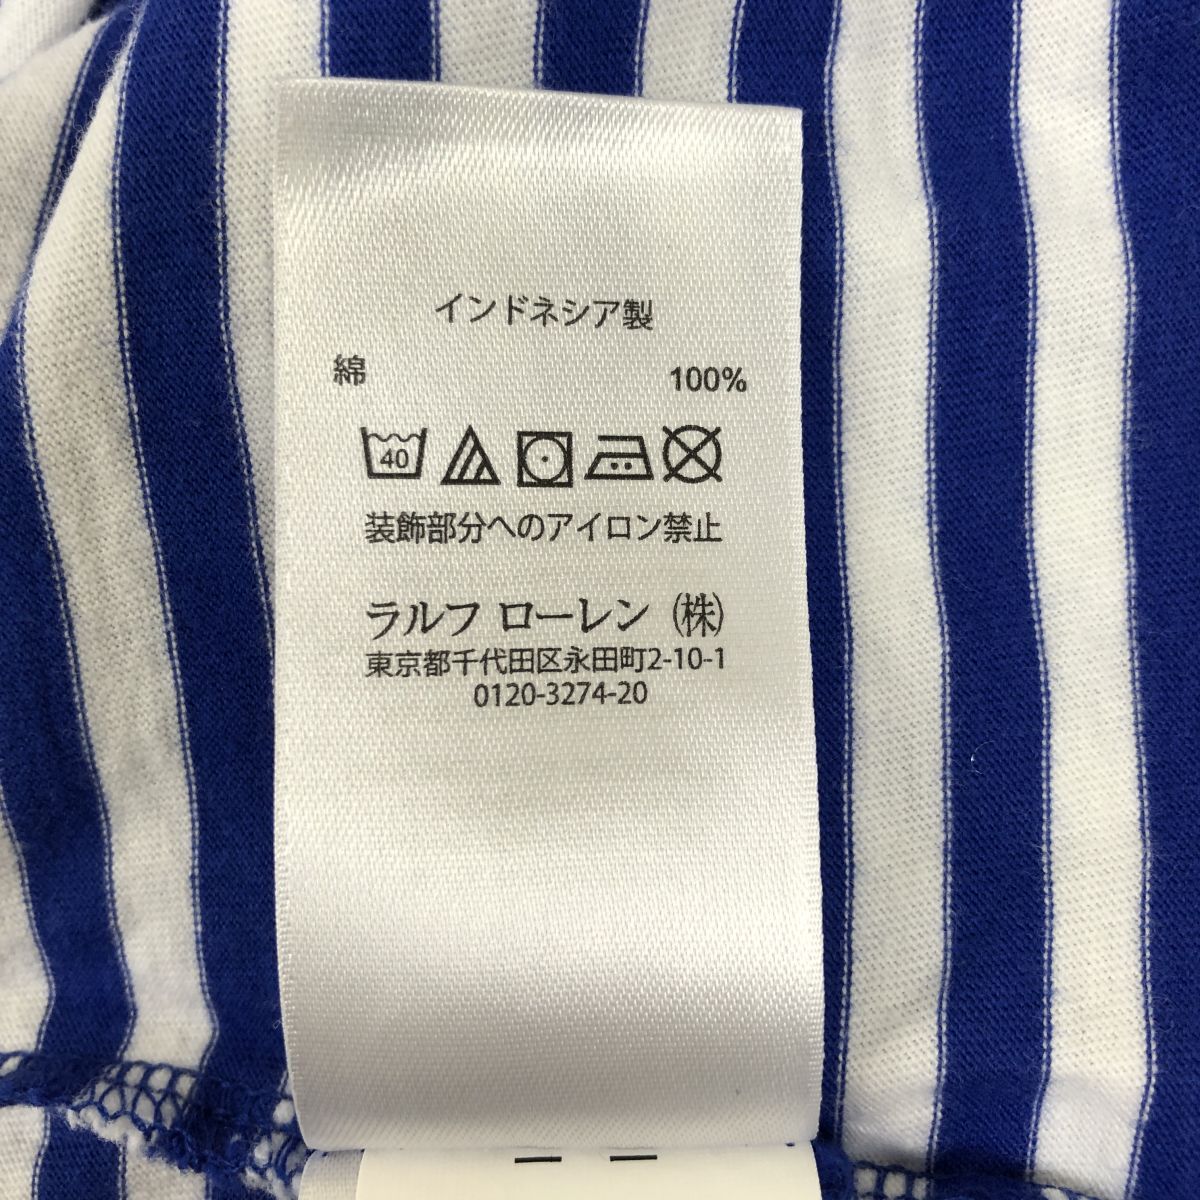 インドネシア製
綿 100%
40
装飾部分へのアイロン禁止
ラルフ ローレン (株)
東京都千代田区永田町2-10-1
0120-3274-20